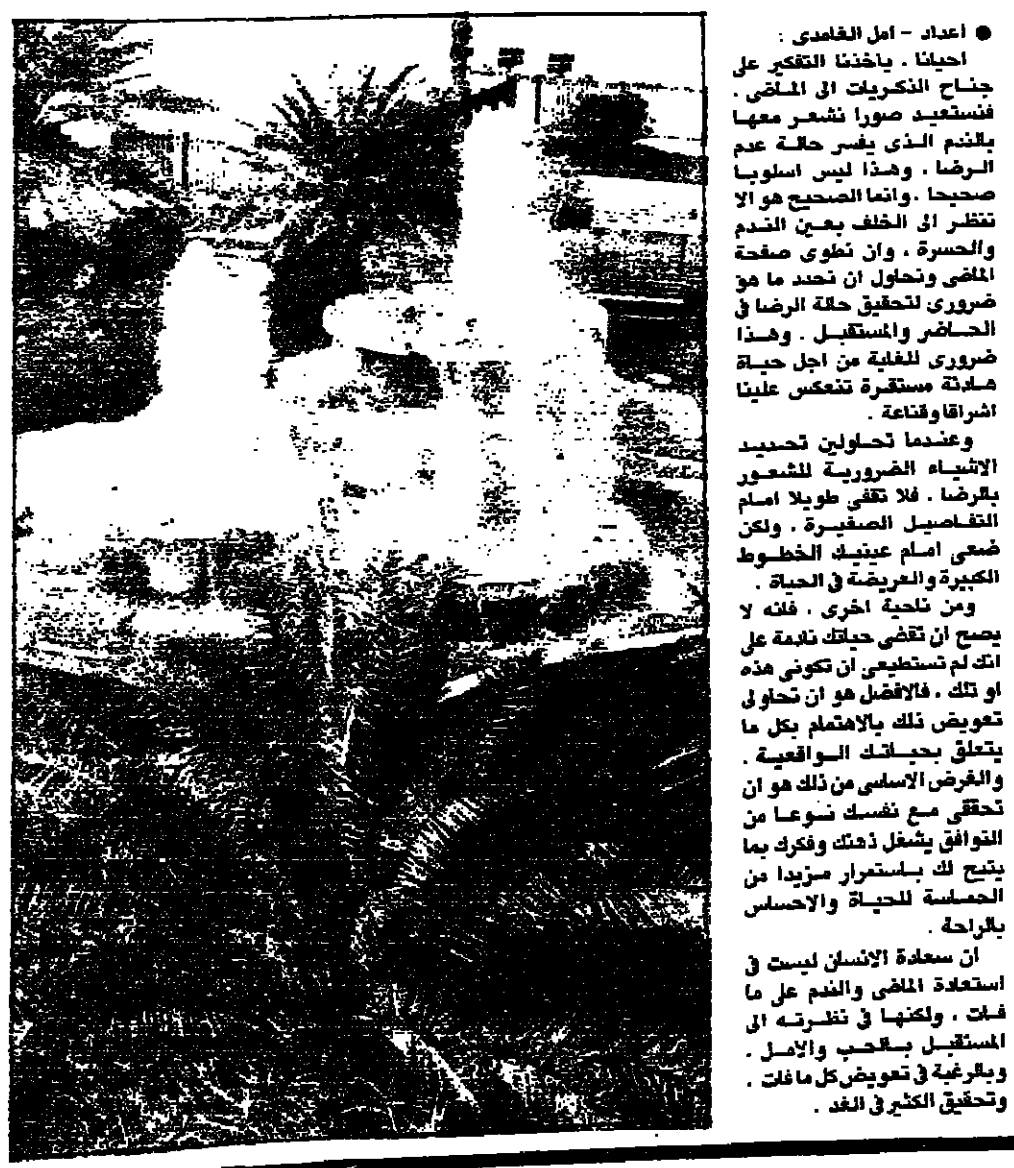 ● اعداد - امل الغامدى :
احيانا . ياخذنا التفكير على
جناح الذكريات الى الماضى .
فنستعيد صورا نشعر معها
بالندم الذى يفسر حالة عدم
الرضا . وهذا ليس اسلوبا
صحيحا . وانما الصحيح هو الا
ننظر الى الخلف بعين الندم
والحسرة . وان نطوى صفحة
الماضى ونحاول ان نحدد ما هو
ضرورى لتحقيق حالة الرضا فى
الحاضر والمستقبل . وهذا
ضرورى للغاية من اجل حياة
هادئة مستقرة تنعكس علينا
اشراقا وقناعة .
وعندما تحاولين تحديد
الاشياء الضرورية للشعور
بالرضا . فلا تقفى طويلا امام
التفاصيل الصغيرة . ولكن
ضعى امام عينيك الخطوط
الكبيرة والعريضة فى الحياة .
ومن ناحية اخرى . فانه لا
يصح ان تقضى حياتك نادمة على
انك لم تستطيعى ان تكونى هذه
او تلك . فالافضل هو ان تحاولى
تعويض ذلك بالاهتمام بكل ما
يتعلق بحياتك الواقعية .
والغرض الاساسى من ذلك هو ان
تحققى مع نفسك نوعا من
التوافق يشغل ذهنك وفكرك بما
يتيح لك باستمرار مزيدا من
الحماسة للحياة والاحساس
بالراحة .
ان سعادة الانسان ليست فى
استعادة الماضى والندم على ما
فات . ولكنها فى نظرته الى
المستقبل بالحب والامل .
وبالرغبة فى تعويض كل ما فات .
وتحقيق الكثير فى الغد .